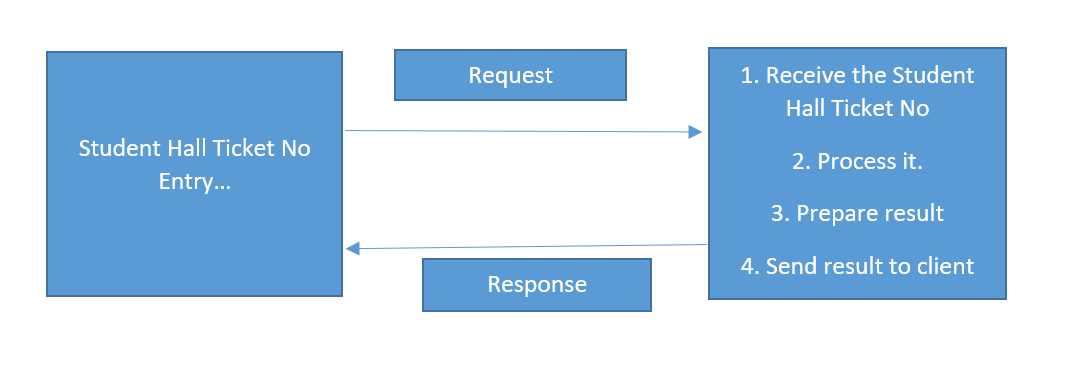 Student Hall Ticket No
Entry...
Request
1. Receive the Student
Hall Ticket No
2. Process it.
3. Prepare result
4. Send result to client
Response